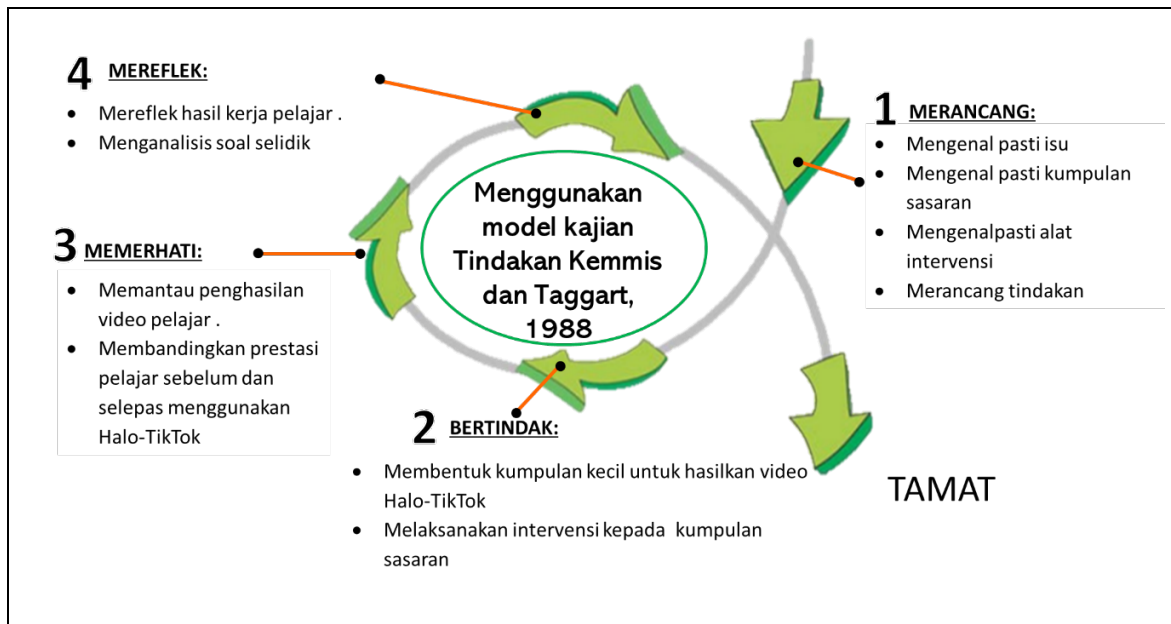 4 MEREFLEK:
• Mereflek hasil kerja pelajar .
• Menganalisis soal selidik
1 MERANCANG:
• Mengenal pasti isu
• Mengenal pasti kumpulan
sasaran
• Mengenalpasti alat
intervensi
• Merancang tindakan
Menggunakan
model kajian
Tindakan Kemmis
dan Taggart,
1988
3 MEMERHATI:
• Memantau penghasilan
video pelajar .
• Membandingkan prestasi
pelajar sebelum dan
selepas menggunakan
Halo-TikTok
2 BERTINDAK:
• Membentuk kumpulan kecil untuk hasilkan video
Halo-TikTok
• Melaksanakan intervensi kepada kumpulan
sasaran
TAMAT